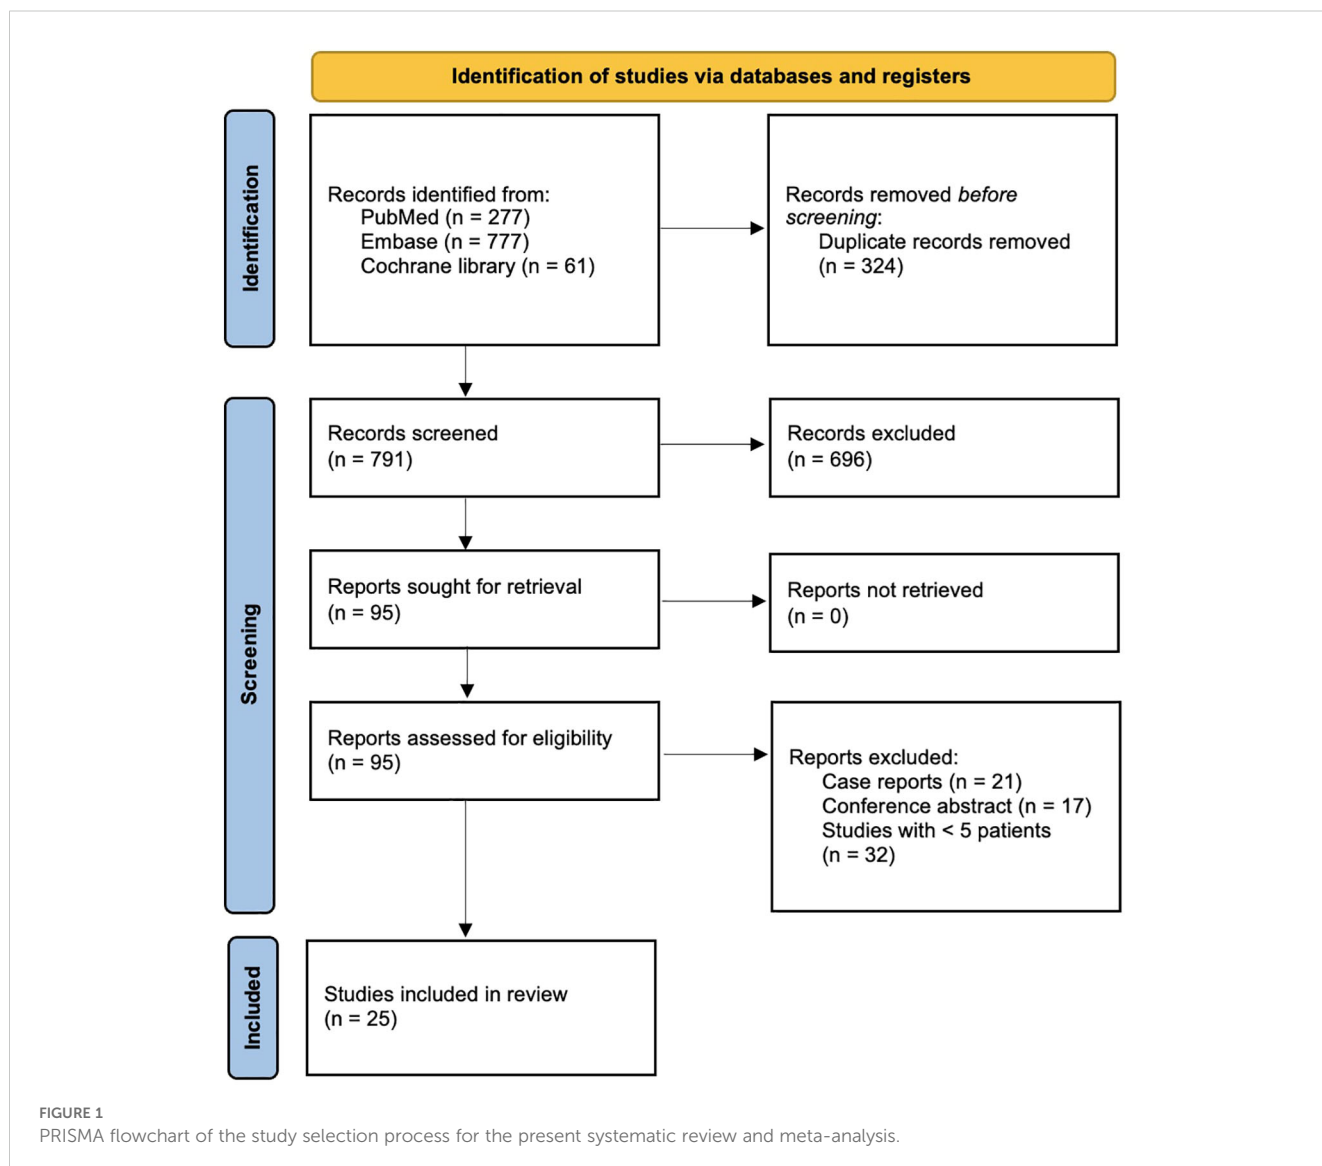 Identification of studies via databases and registers
Identification
Records identified from:
PubMed (n = 277)
Embase (n = 777)
Cochrane library (n = 61)
Records removed before
screening:
Duplicate records removed
(n = 324)
Screening
Records screened
(n = 791)
Records excluded
(n = 696)
Reports sought for retrieval
(n = 95)
Reports not retrieved
(n = 0)
Reports assessed for eligibility
(n = 95)
Reports excluded:
Case reports (n = 21)
Conference abstract (n = 17)
Studies with < 5 patients
(n = 32)
Included
Studies included in review
(n = 25)
FIGURE 1
PRISMA flowchart of the study selection process for the present systematic review and meta-analysis.